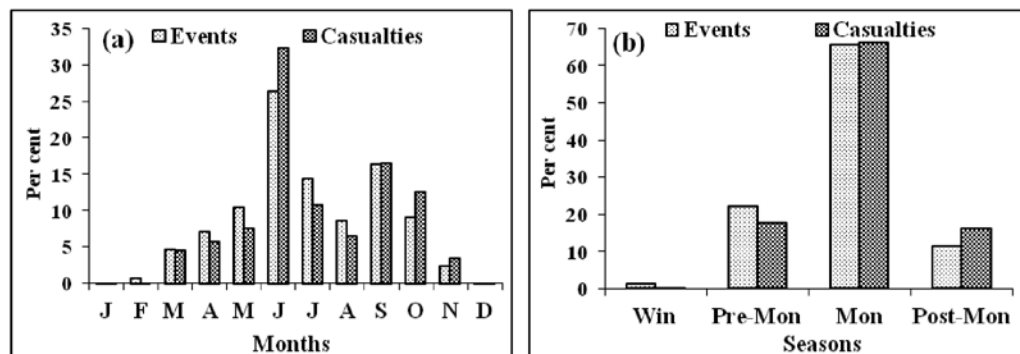 (a) Events Casualties
35
30
25
20
15
10
5
0
Per cent
J F M A M J J A S O N D
Months
(b) Events Casualties
70
60
50
40
30
20
10
0
Per cent
Win Pre-Mon Mon Post-Mon
Seasons